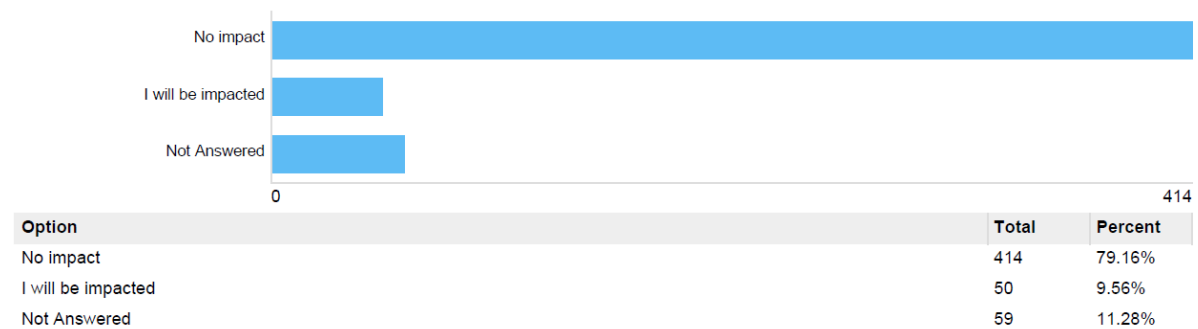 No impact
I will be impacted
Not Answered
0 414
Option Total Percent
No impact 414 79.16%
I will be impacted 50 9.56%
Not Answered 59 11.28%